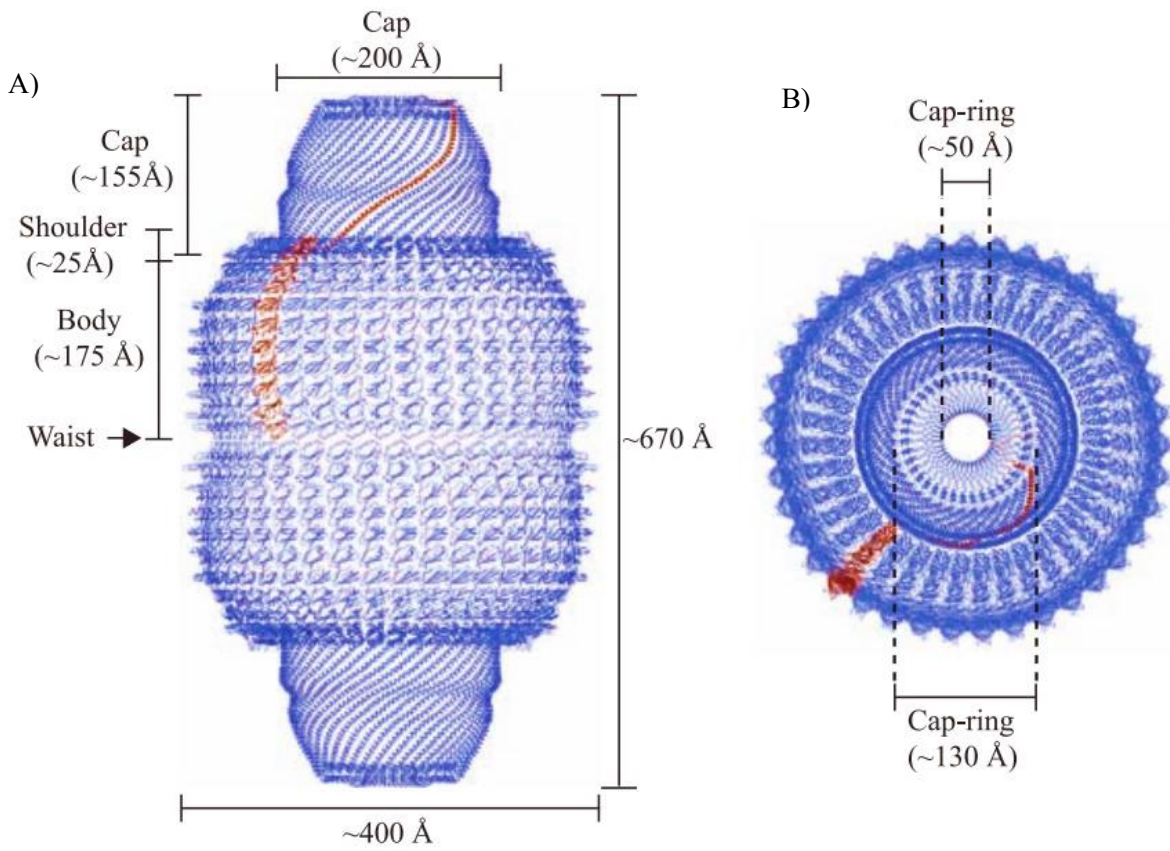 A)
Cap
(~200 Å)
Cap
(~155Å)
Shoulder
(~25Å)
Body
(~175 Å)
Waist
~670 Å
~400 Å
B)
Cap-ring
(~50 Å)
Cap-ring
(~130 Å)